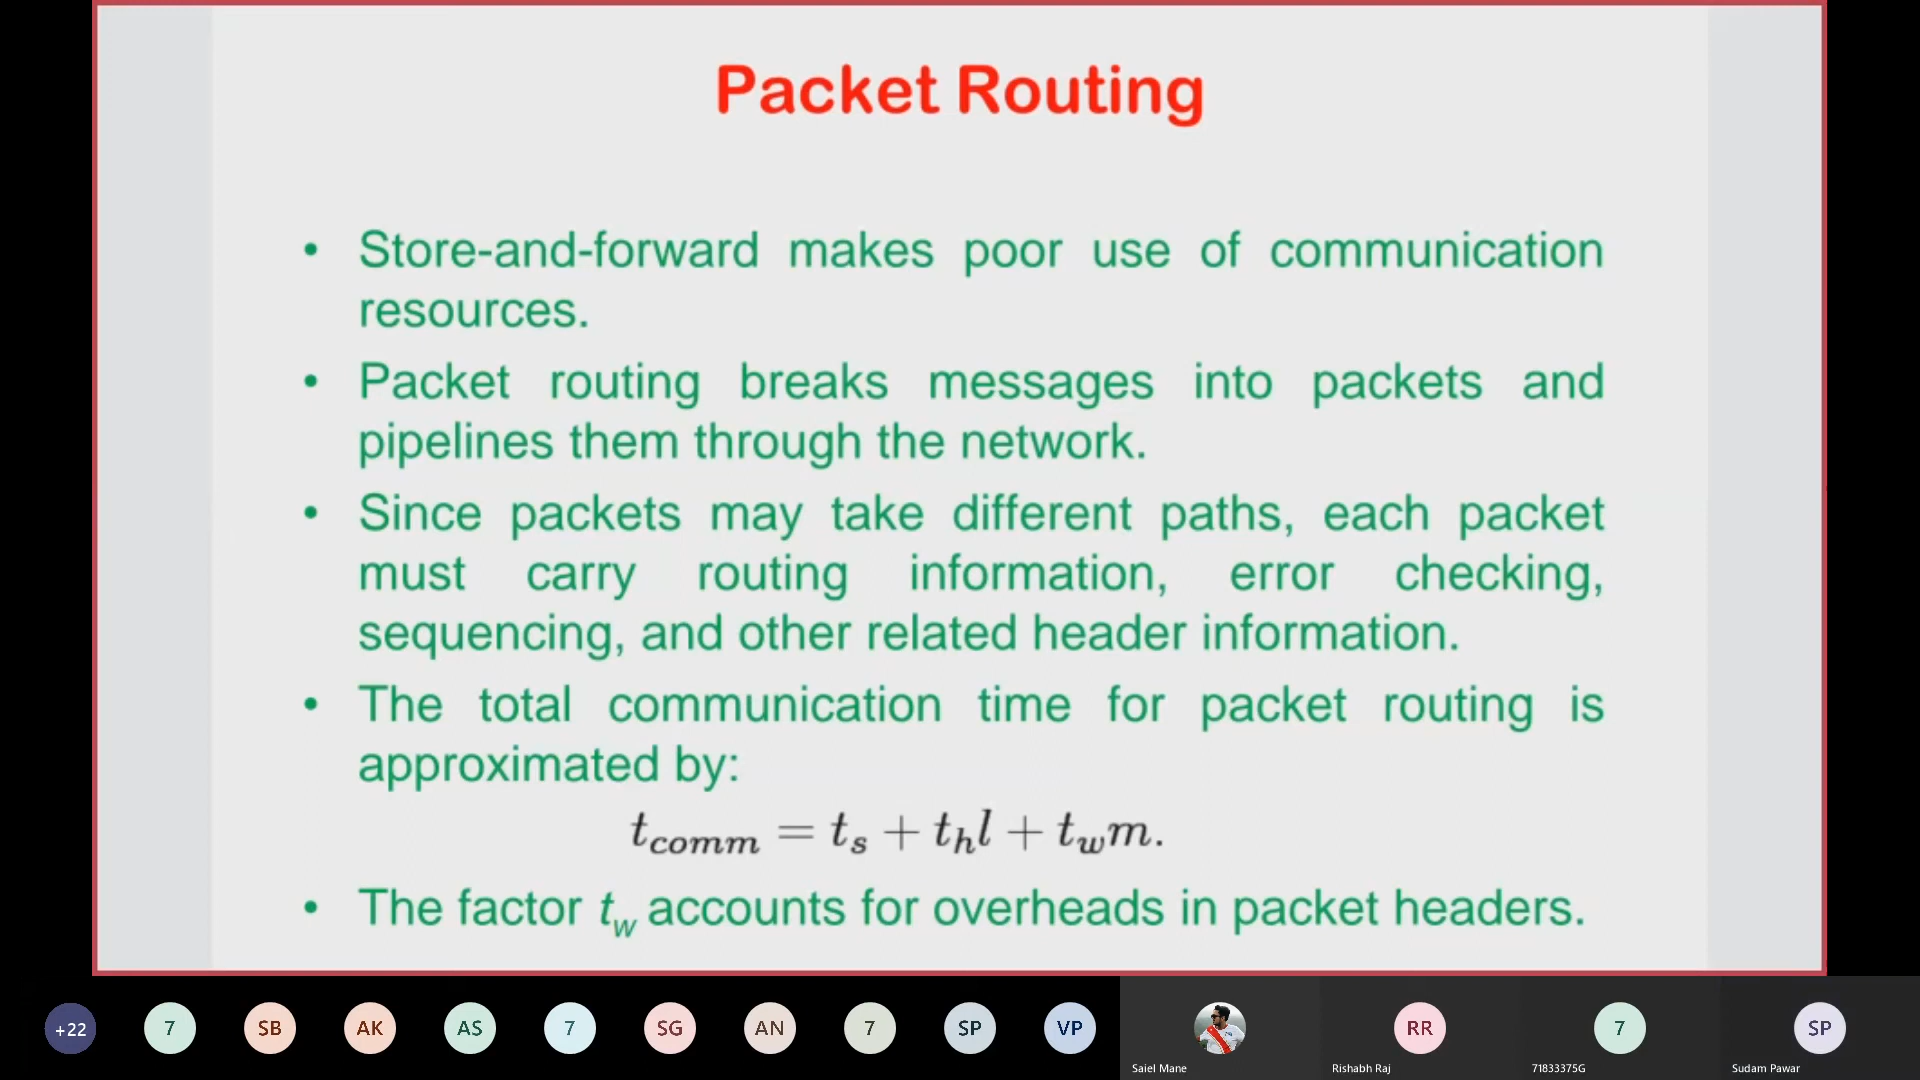 Packet Routing
• Store-and-forward makes poor use of communication
resources.
• Packet routing breaks messages into packets and
pipelines them through the network.
• Since packets may take different paths, each packet
must carry routing information, error checking,
sequencing, and other related header information.
• The total communication time for packet routing is
approximated by:
t_comm = t_s + t_h l + t_w m.
• The factor t_w accounts for overheads in packet headers.
+22 7 SB AK AS 7 SG AN 7 SP VP RR 7 SP
Saiel Mane Rishabh Raj 71833375G Sudam Pawar